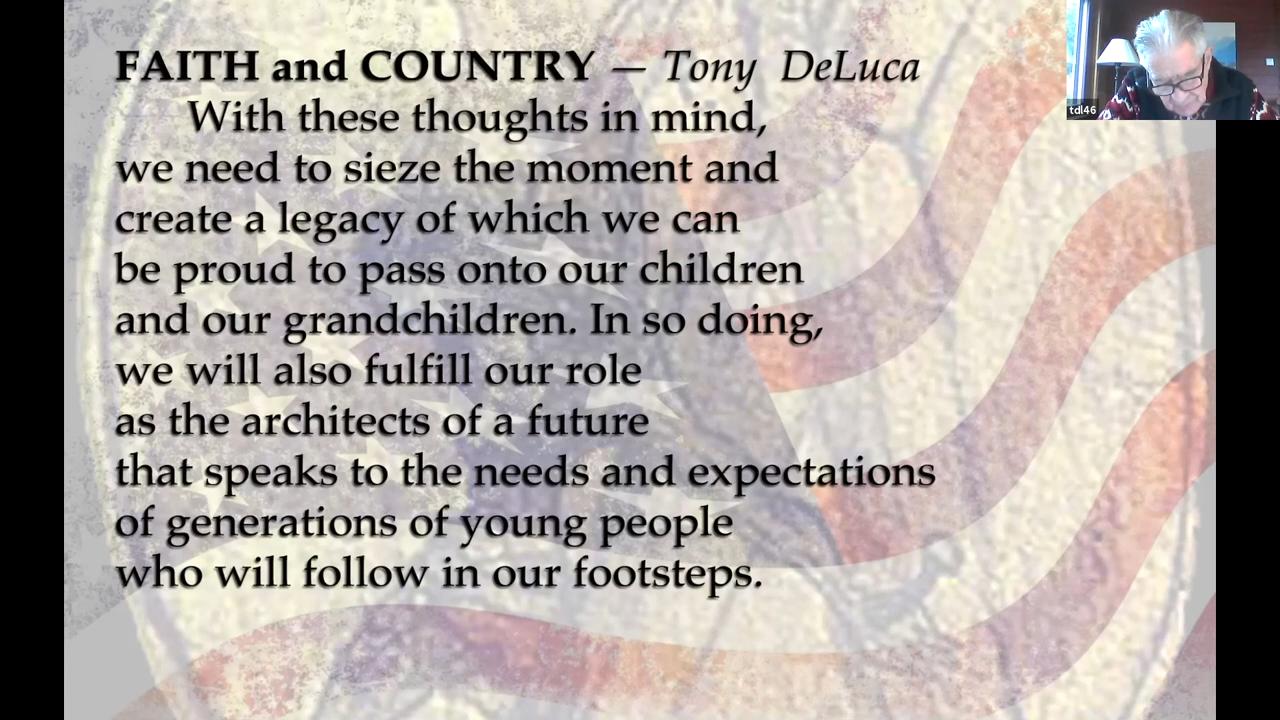 FAITH and COUNTRY — Tony DeLuca
With these thoughts in mind,
we need to sieze the moment and
create a legacy of which we can
be proud to pass onto our children
and our grandchildren. In so doing,
we will also fulfill our role
as the architects of a future
that speaks to the needs and expectations
of generations of young people
who will follow in our footsteps.
tdl46